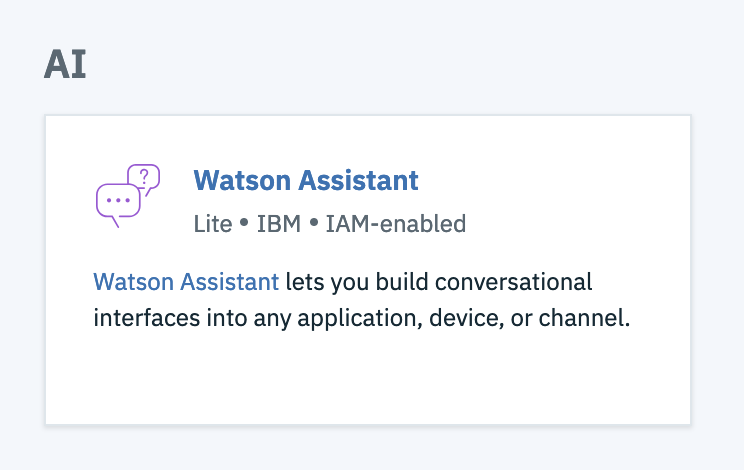 AI
?
Watson Assistant
Lite • IBM • IAM-enabled
Watson Assistant lets you build conversational
interfaces into any application, device, or channel.